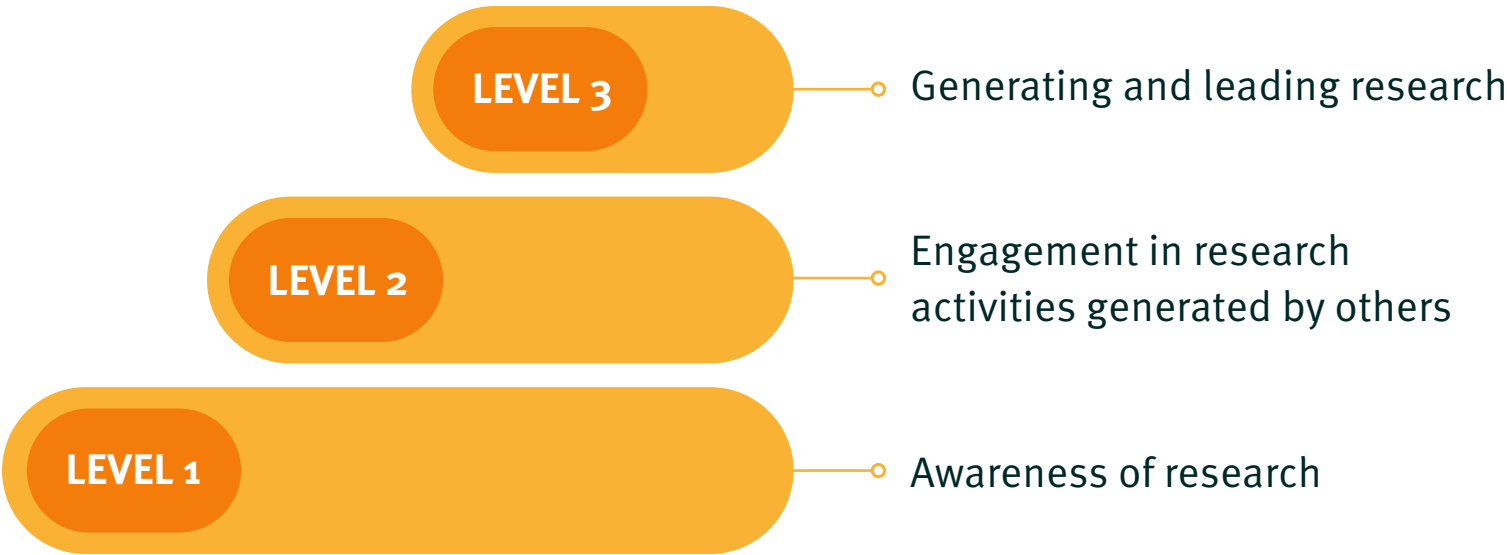 LEVEL 3
Generating and leading research
LEVEL 2
Engagement in research
activities generated by others
LEVEL 1
Awareness of research